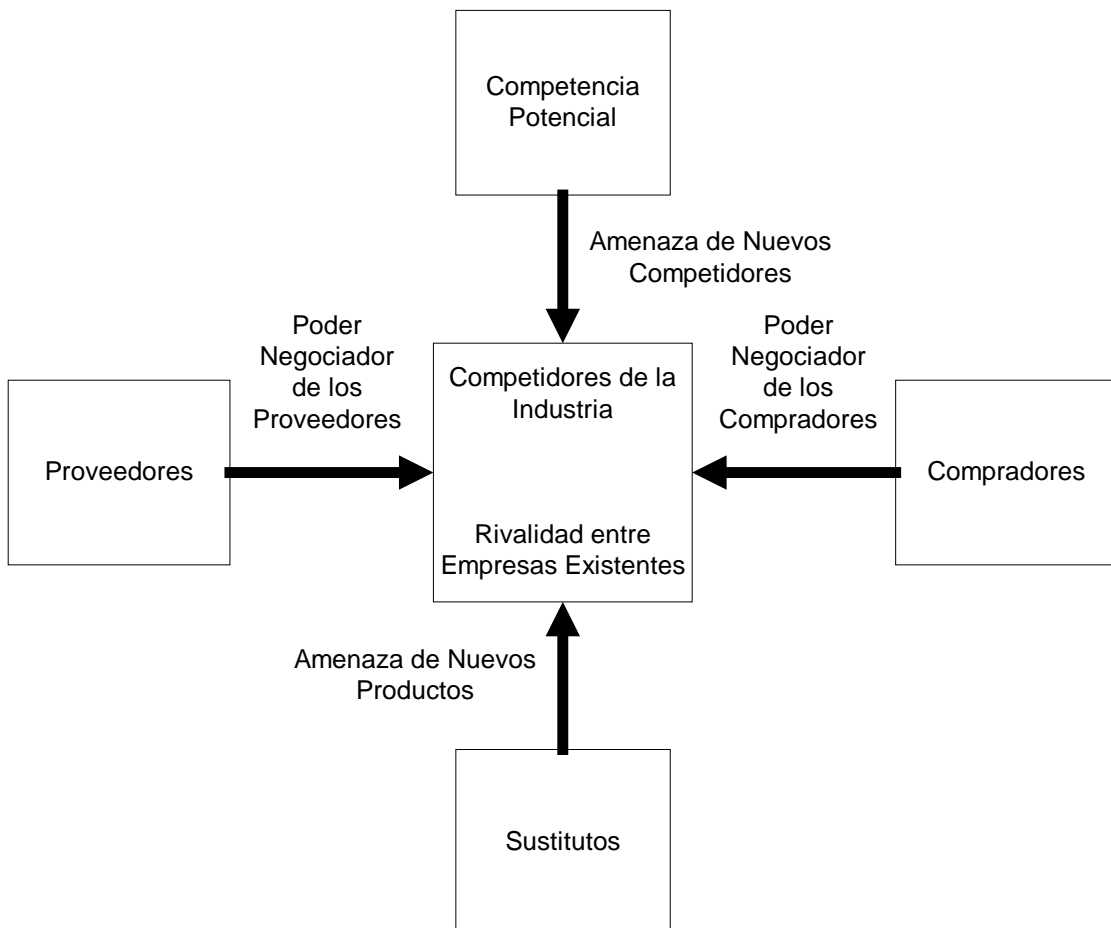 Competencia
Potencial
Amenaza de Nuevos
Competidores
Poder
Negociador
de los
Proveedores
Poder
Negociador
de los
Compradores
Proveedores
Competidores de la
Industria
Rivalidad entre
Empresas Existentes
Compradores
Amenaza de Nuevos
Productos
Sustitutos